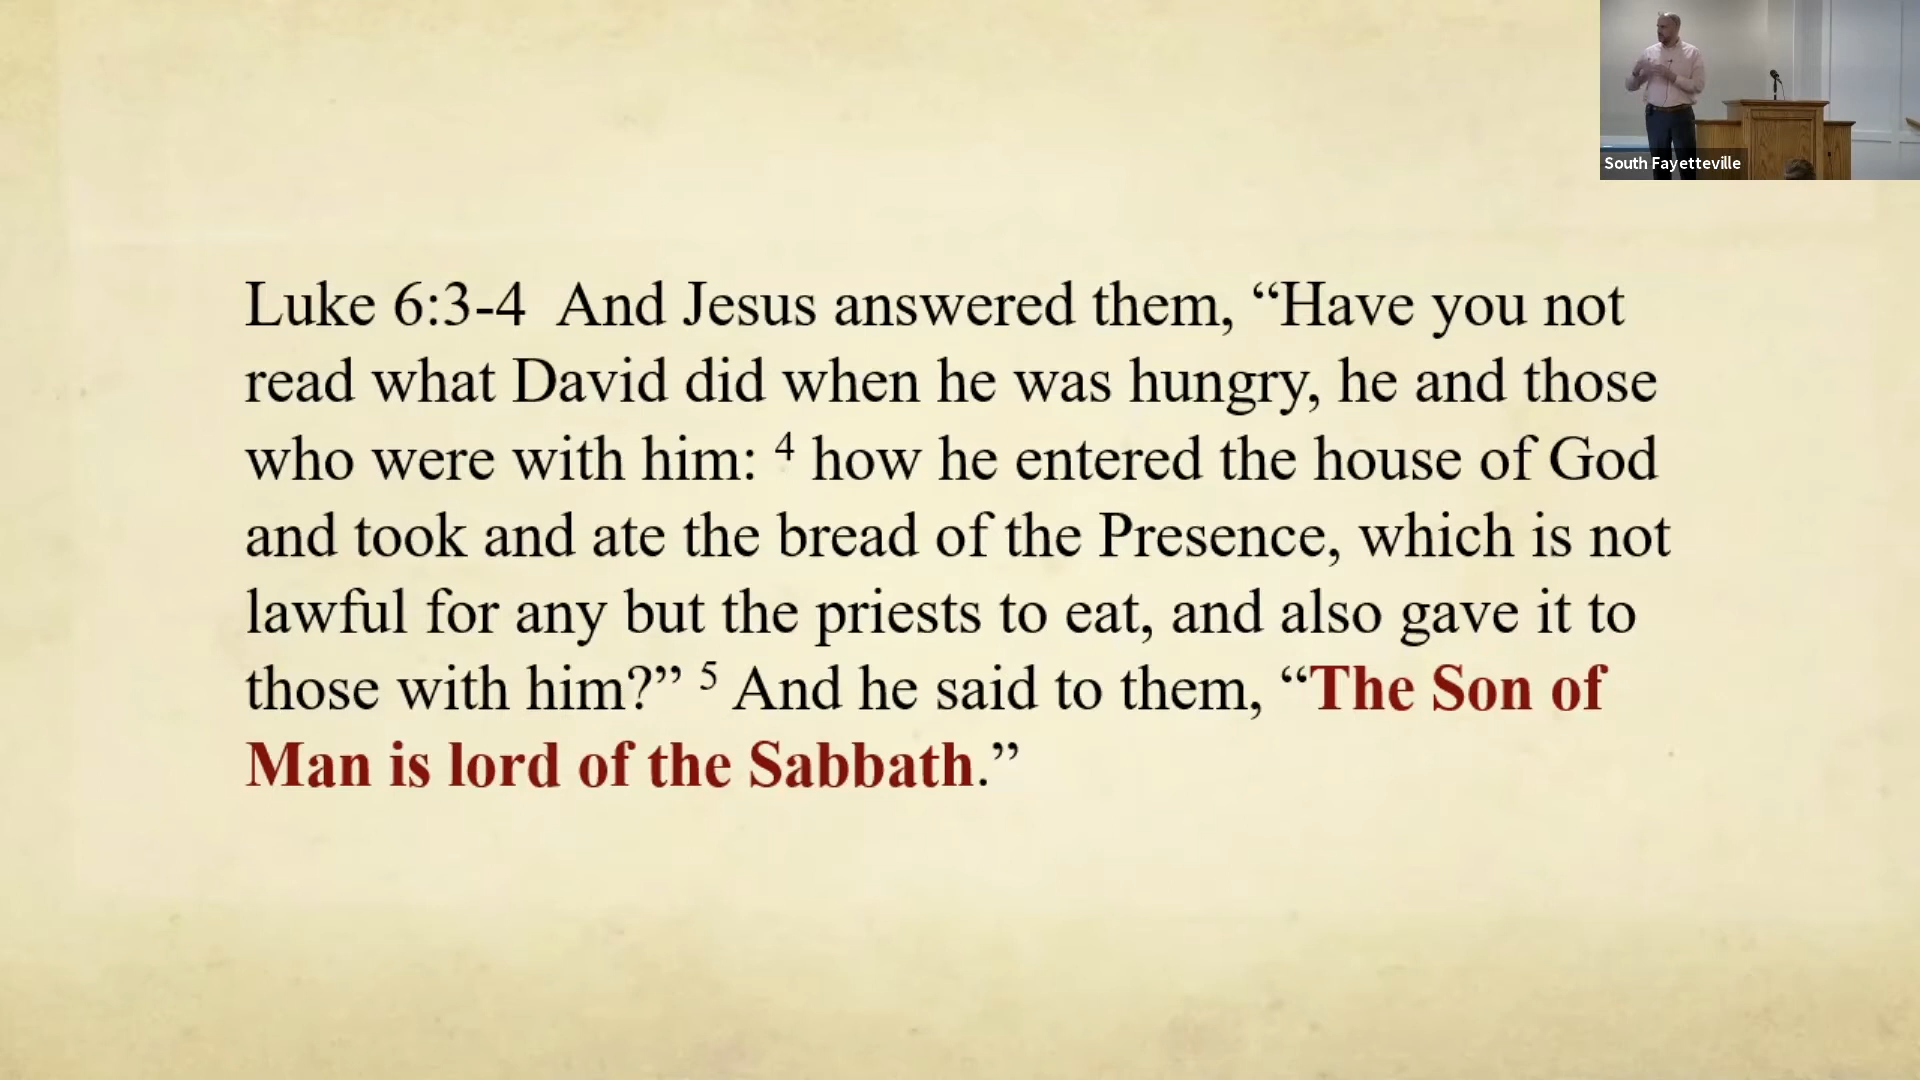 South Fayetteville
Luke 6:3-4  And Jesus answered them, “Have you not
read what David did when he was hungry, he and those
who were with him: ⁴ how he entered the house of God
and took and ate the bread of the Presence, which is not
lawful for any but the priests to eat, and also gave it to
those with him?” ⁵ And he said to them, “The Son of
Man is lord of the Sabbath.”